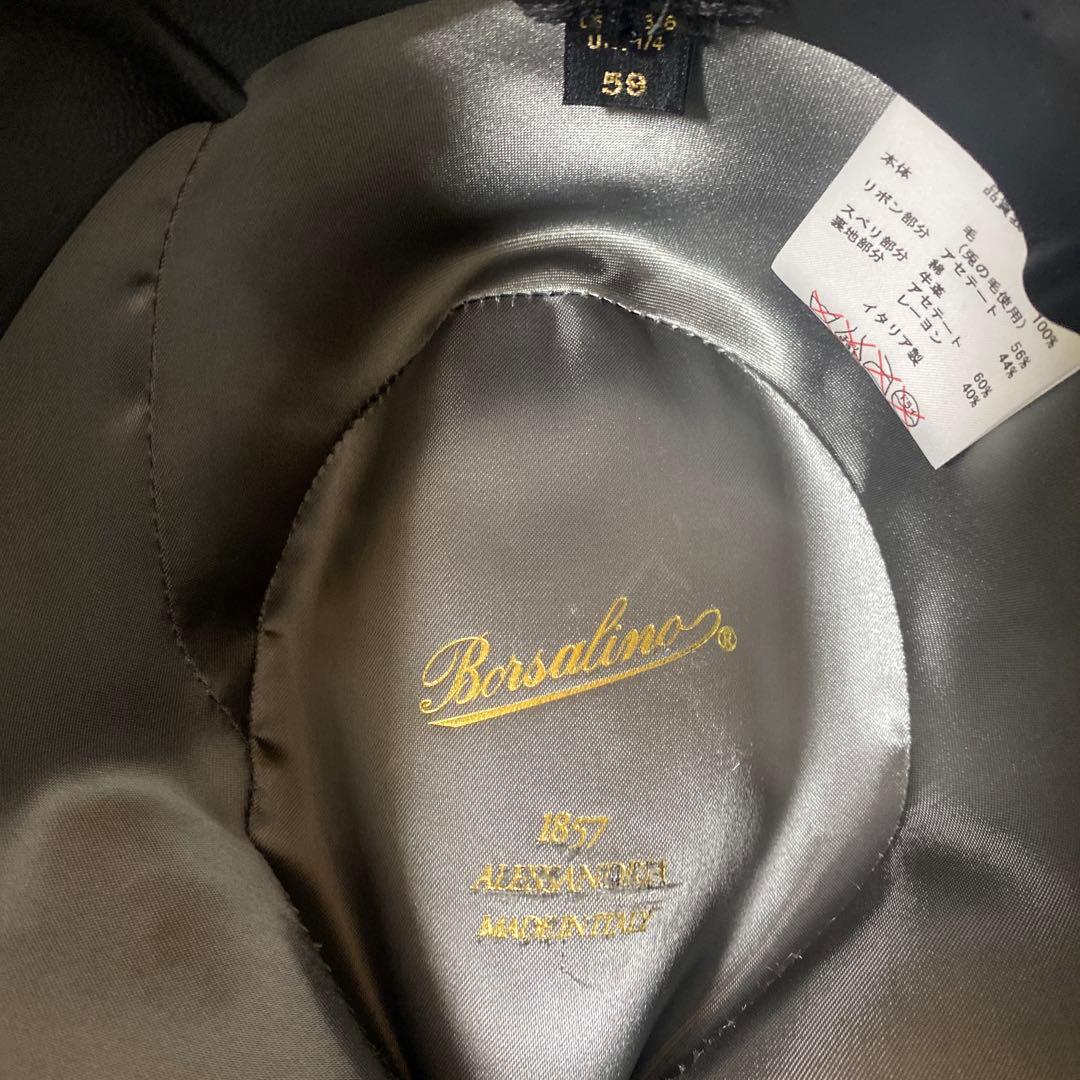 59
品質
本体 毛 100%
(兎の毛使用)
リボン部分 アセテート 56%
綿 44%
スベリ部分 牛革
裏地部分 アセテート 60%
レーヨン 40%
イタリア製
Borsalino®
1857
ALESSANDRIA
MADE IN ITALY